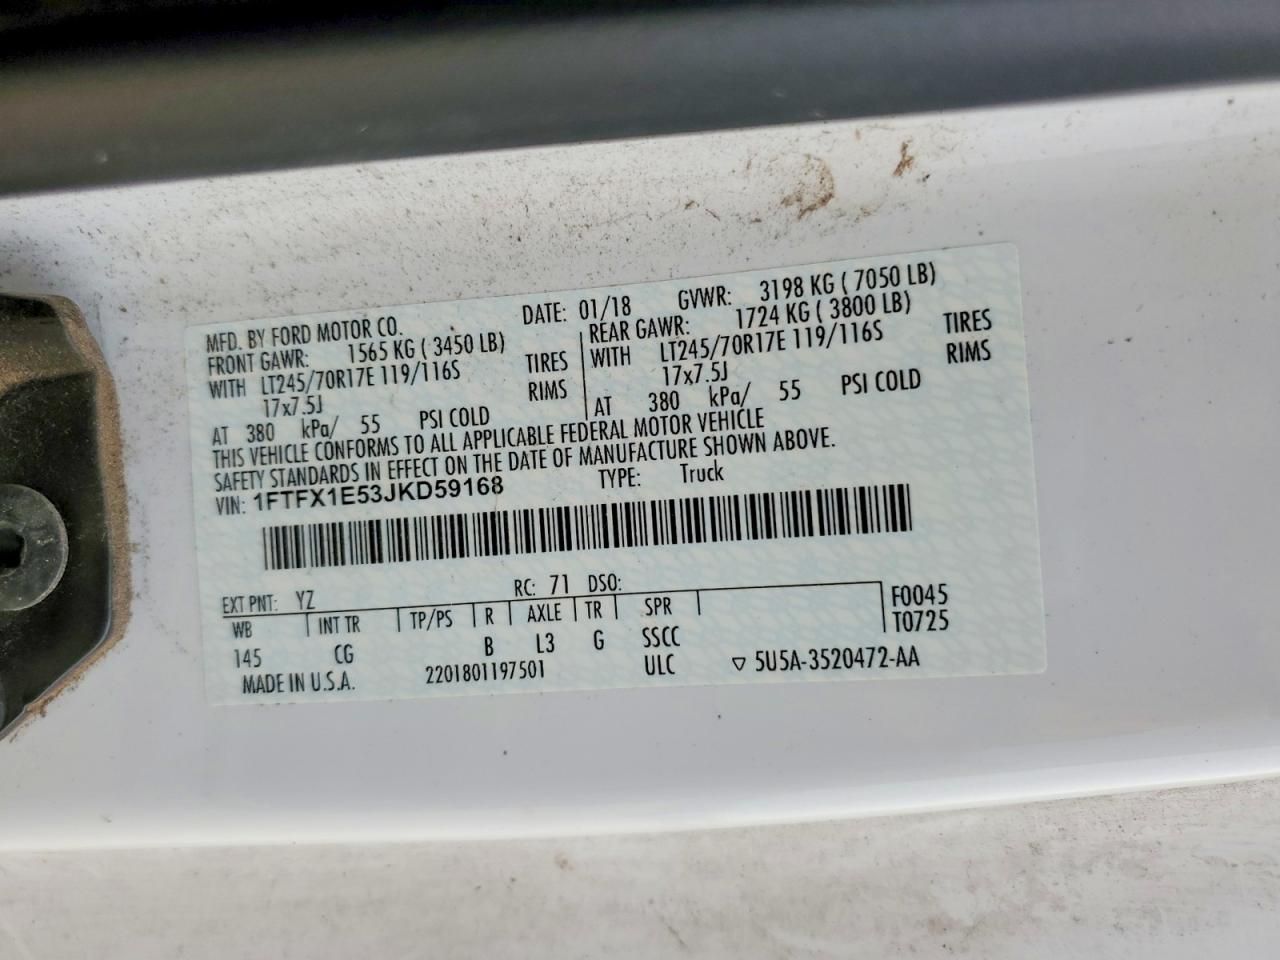 MFD. BY FORD MOTOR CO.
DATE: 01/18 GVWR: 3198 KG ( 7050 LB)
FRONT GAWR: 1565 KG ( 3450 LB)
WITH LT245/70R17E 119/116S TIRES
17x7.5J RIMS
AT 380 kPa/ 55 PSI COLD
REAR GAWR: 1724 KG ( 3800 LB)
WITH LT245/70R17E 119/116S TIRES
17x7.5J RIMS
AT 380 kPa/ 55 PSI COLD
THIS VEHICLE CONFORMS TO ALL APPLICABLE FEDERAL MOTOR VEHICLE
SAFETY STANDARDS IN EFFECT ON THE DATE OF MANUFACTURE SHOWN ABOVE.
VIN: 1FTFX1E53JKD59168 TYPE: Truck
EXT PNT: YZ RC: 71 DSO:
WB INT TR TP/PS R AXLE TR SPR F0045
T0725
145 CG B L3 G SSCC
MADE IN U.S.A. 2201801197501 ULC ▽ 5U5A-3520472-AA